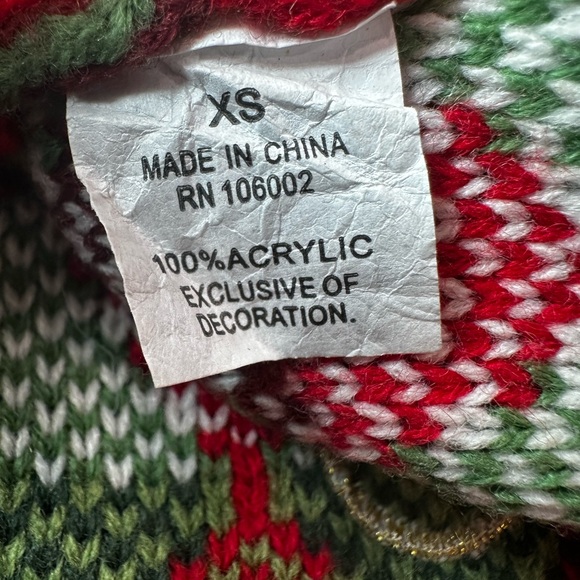 XS
MADE IN CHINA
RN 106002
100%ACRYLIC
EXCLUSIVE OF
DECORATION.